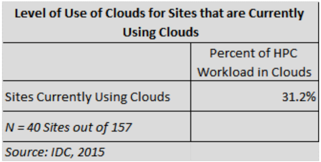 Level of Use of Clouds for Sites that are Currently
Using Clouds
Percent of HPC
Workload in Clouds
Sites Currently Using Clouds 31.2%
N = 40 Sites out of 157
Source: IDC, 2015